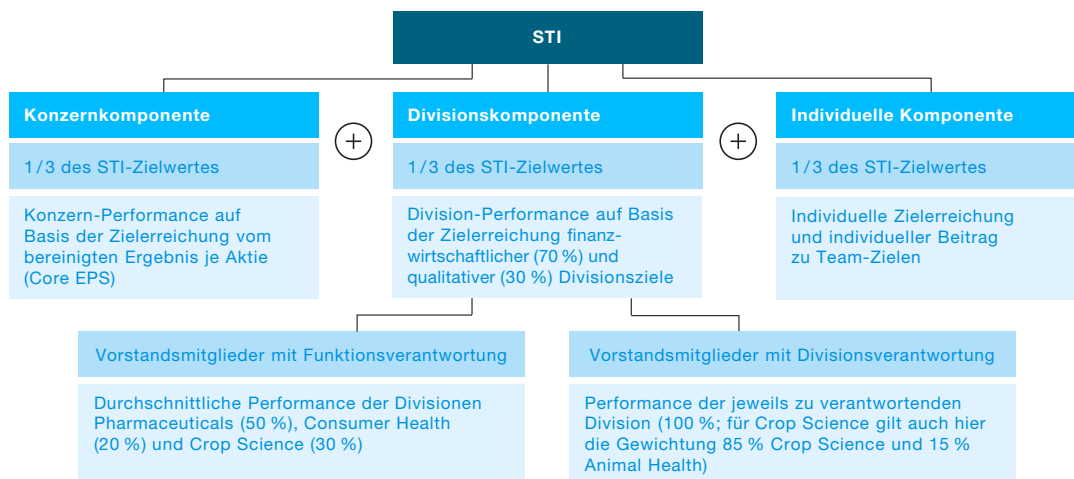 STI
Konzernkomponente
1/3 des STI-Zielwertes
Konzern-Performance auf
Basis der Zielerreichung vom
bereinigten Ergebnis je Aktie
(Core EPS)
+
Divisionskomponente
1/3 des STI-Zielwertes
Division-Performance auf Basis
der Zielerreichung finanz-
wirtschaftlicher (70 %) und
qualitativer (30 %) Divisionsziele
+
Individuelle Komponente
1/3 des STI-Zielwertes
Individuelle Zielerreichung
und individueller Beitrag
zu Team-Zielen
Vorstandsmitglieder mit Funktionsverantwortung
Durchschnittliche Performance der Divisionen
Pharmaceuticals (50 %), Consumer Health
(20 %) und Crop Science (30 %)
Vorstandsmitglieder mit Divisionsverantwortung
Performance der jeweils zu verantwortenden
Division (100 %; für Crop Science gilt auch hier
die Gewichtung 85 % Crop Science und 15 %
Animal Health)